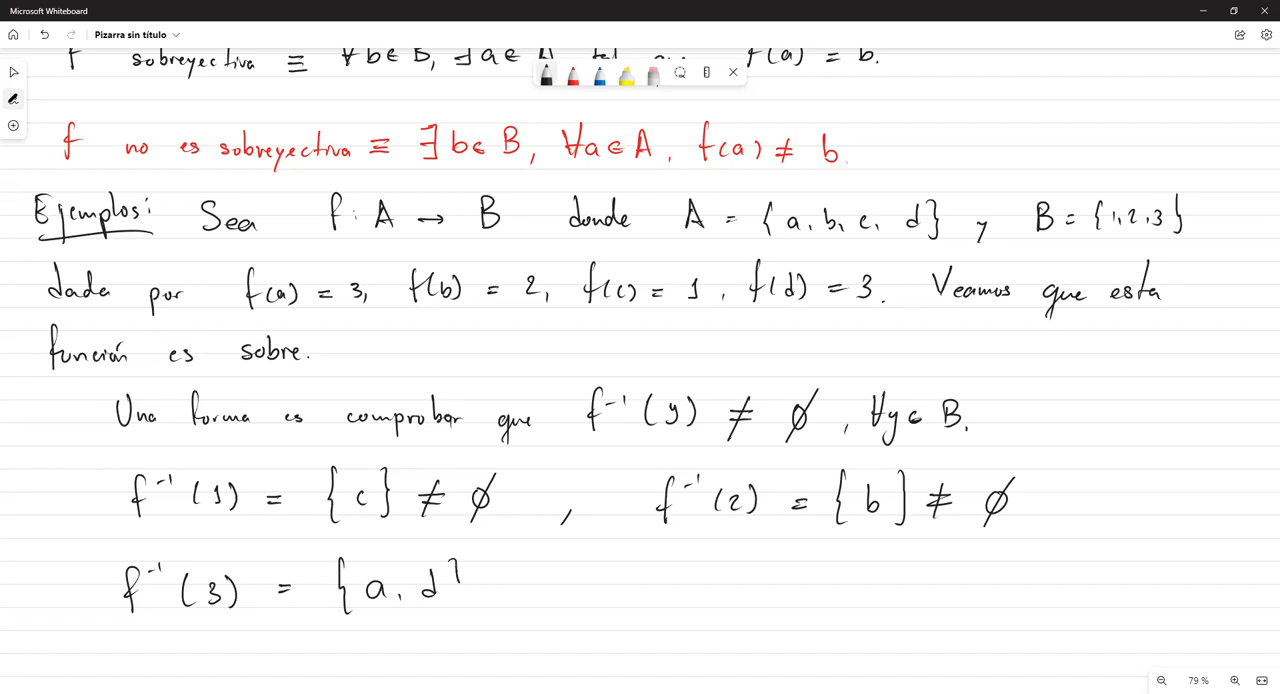 Microsoft Whiteboard
Pizarra sin título
f sobreyectiva ≡ ∀b∈B, ∃a∈A tal f(a) = b.
f no es sobreyectiva ≡ ∃b∈B, ∀a∈A, f(a) ≠ b.
Ejemplos: Sea f: A → B donde A = {a, b, c, d} y B = {1, 2, 3}
dada por f(a) = 3, f(b) = 2, f(c) = 1, f(d) = 3. Veamos que esta
función es sobre.
Una forma es comprobar que f⁻¹(y) ≠ ∅, ∀y∈B.
f⁻¹(1) = {c} ≠ ∅, f⁻¹(2) = {b} ≠ ∅
f⁻¹(3) = {a, d
79 %